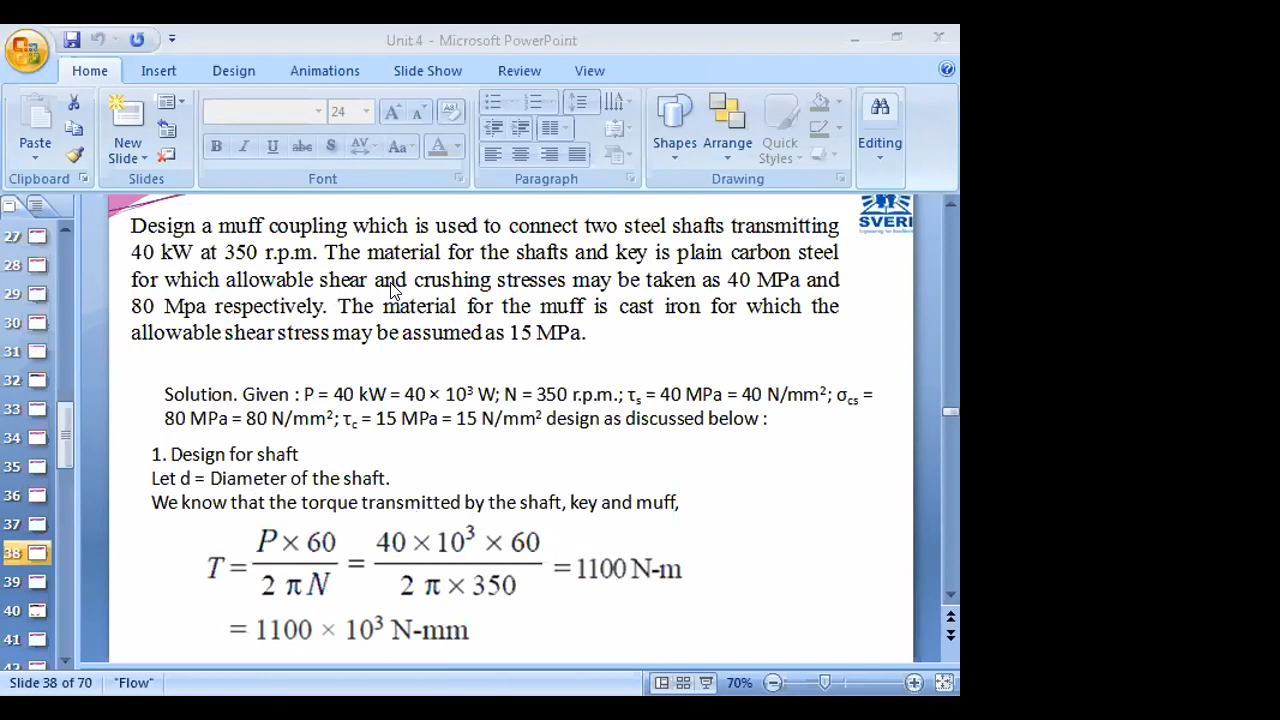 Unit 4 - Microsoft PowerPoint
Home Insert Design Animations Slide Show Review View
24
Paste
New
Slide
Shapes Arrange Quick
Styles
Editing
Clipboard Slides Font Paragraph Drawing
Design a muff coupling which is used to connect two steel shafts transmitting
40 kW at 350 r.p.m. The material for the shafts and key is plain carbon steel
for which allowable shear and crushing stresses may be taken as 40 MPa and
80 Mpa respectively. The material for the muff is cast iron for which the
allowable shear stress may be assumed as 15 MPa.
SVERI
Solution. Given : P = 40 kW = 40 × 10³ W; N = 350 r.p.m.; τs = 40 MPa = 40 N/mm²; σcs =
80 MPa = 80 N/mm²; τc = 15 MPa = 15 N/mm² design as discussed below :
1. Design for shaft
Let d = Diameter of the shaft.
We know that the torque transmitted by the shaft, key and muff,
T = P × 60 / 2 π N = 40 × 10³ × 60 / 2 π × 350 = 1100 N-m
= 1100 × 10³ N-mm
27
28
29
30
31
32
33
34
35
36
37
38
39
40
41
Slide 38 of 70 "Flow" 70%